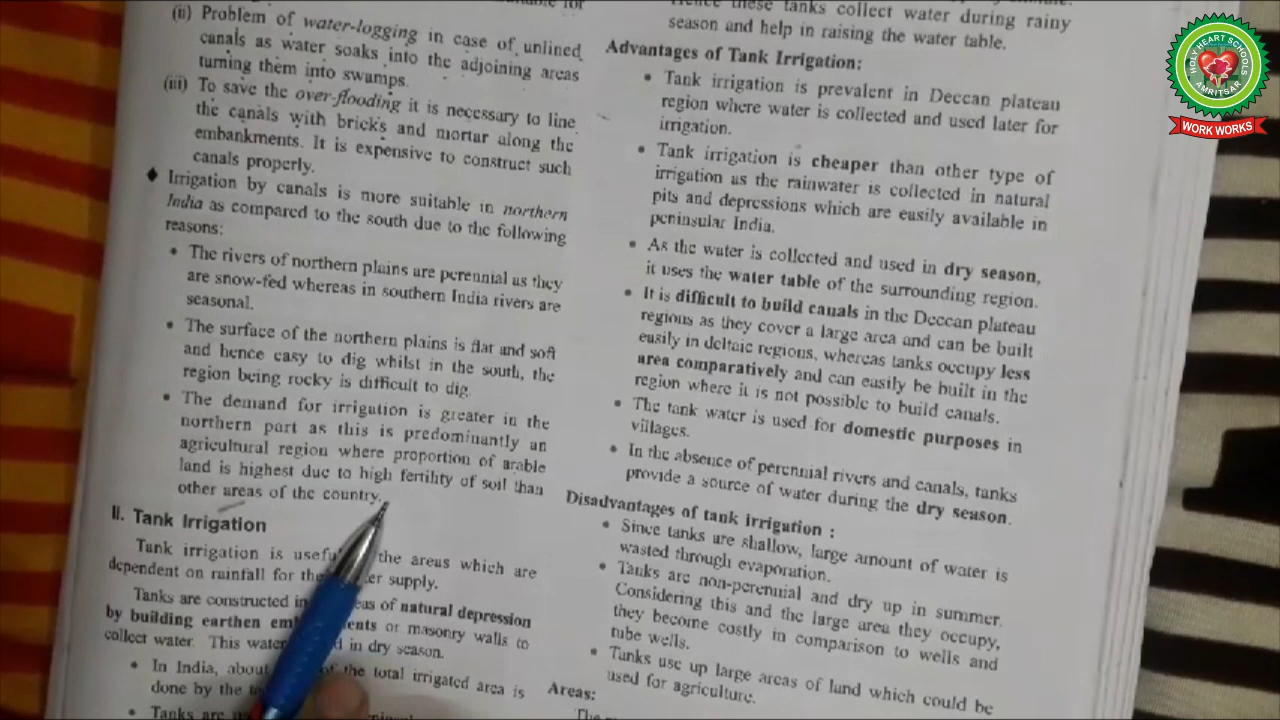 (ii) Problem of water-logging in case of unlined
canals as water soaks into the adjoining areas
turning them into swamps.
(iii) To save the over-flooding it is necessary to line
the canals with bricks and mortar along the
embankments. It is expensive to construct such
canals properly.
◆ Irrigation by canals is more suitable in northern
India as compared to the south due to the following
reasons:
• The rivers of northern plains are perennial as they
are snow-fed whereas in southern India rivers are
seasonal.
• The surface of the northern plains is flat and soft
and hence easy to dig whilst in the south, the
region being rocky is difficult to dig.
• The demand for irrigation is greater in the
northern part as this is predominantly an
agricultural region where proportion of arable
land is highest due to high fertility of soil than
other areas of the country.
II. Tank Irrigation
Tank irrigation is the areas which are
dependent on rainfall for supply.
Tanks are constructed in of natural depression
by building earthen or masonry walls to
collect water. This water in dry season.
• In India, about of the total irrigated area is
done by the
• Tanks are
Hence these tanks collect water during rainy
season and help in raising the water table.
Advantages of Tank Irrigation:
• Tank irrigation is prevalent in Deccan plateau
region where water is collected and used later for
irrigation.
• Tank irrigation is cheaper than other type of
irrigation as the rainwater is collected in natural
pits and depressions which are easily available in
peninsular India.
• As the water is collected and used in dry season,
it uses the water table of the surrounding region.
• It is difficult to build canals in the Deccan plateau
regions as they cover a large area and can be built
easily in deltaic regions, whereas tanks occupy less
area comparatively and can easily be built in the
region where it is not possible to build canals.
• The tank water is used for domestic purposes in
villages.
• In the absence of perennial rivers and canals, tanks
provide a source of water during the dry season.
Disadvantages of tank irrigation :
• Since tanks are shallow, large amount of water is
wasted through evaporation.
• Tanks are non-perennial and dry up in summer.
Considering this and the large area they occupy,
they become costly in comparison to wells and
tube wells.
• Tanks use up large areas of land which could be
used for agriculture.
Areas:
HOLY HEART SCHOOLS
AMRITSAR
WORK WORKS